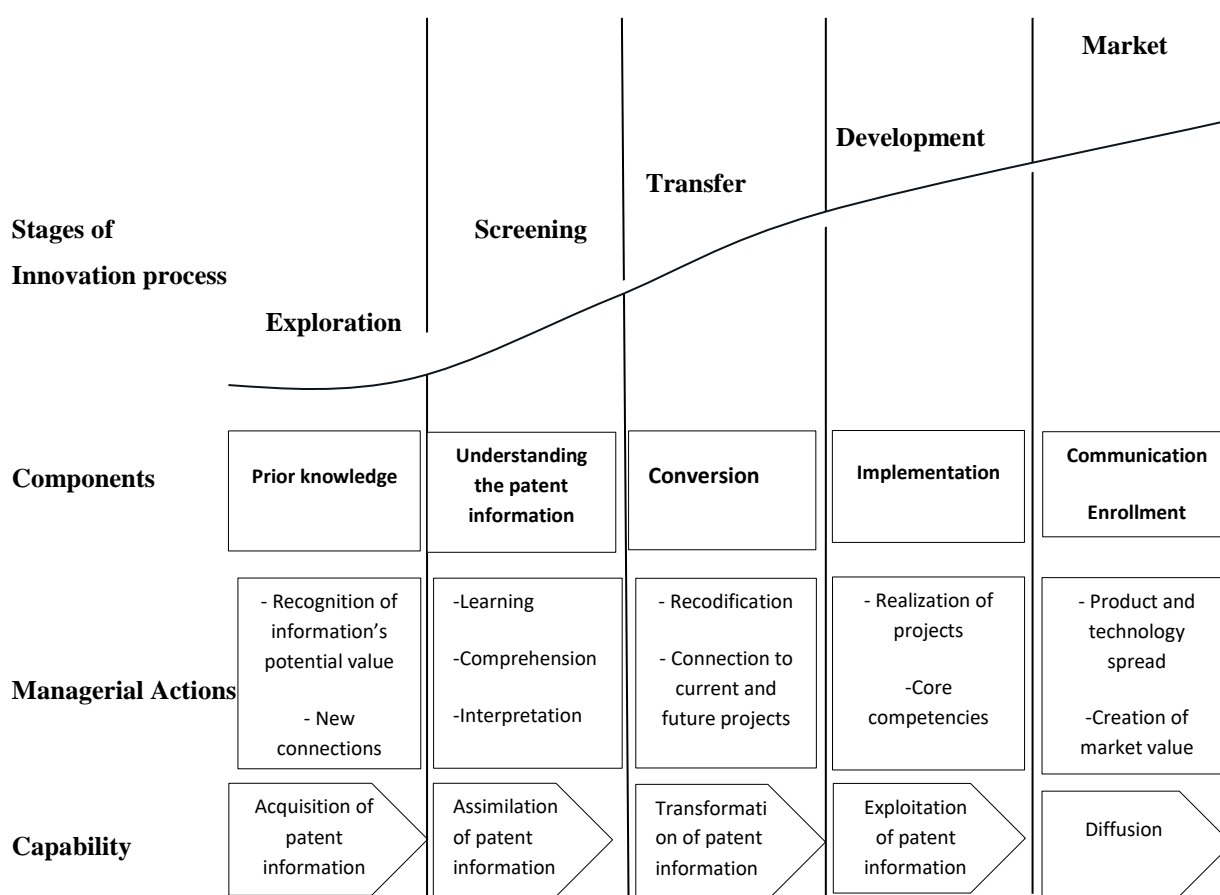 Market
Development
Transfer
Screening
Stages of
Innovation process
Exploration
Components
Prior knowledge
Understanding
the patent
information
Conversion
Implementation
Communication
Enrollment
Managerial Actions
- Recognition of
information’s
potential value
- New
connections
-Learning
-Comprehension
-Interpretation
- Recodification
- Connection to
current and
future projects
- Realization of
projects
-Core
competencies
- Product and
technology
spread
-Creation of
market value
Capability
Acquisition of
patent
information
Assimilation
of patent
information
Transformati
on of patent
information
Exploitation
of patent
information
Diffusion